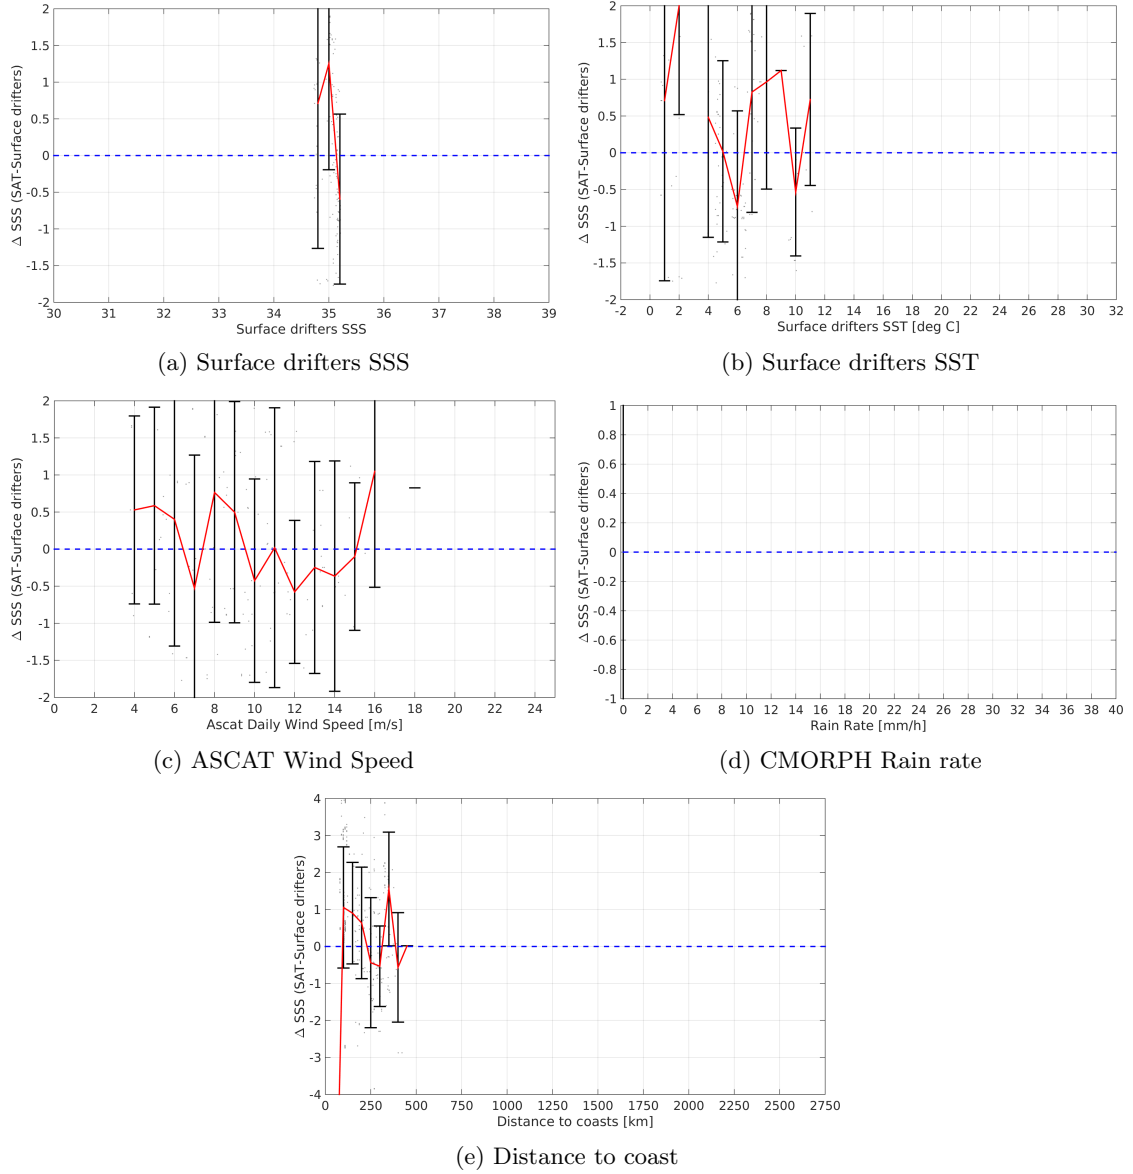 2
1.5
1
0.5
0
-0.5
-1
-1.5
-2
Δ SSS (SAT-Surface drifters)
30 31 32 33 34 35 36 37 38 39
Surface drifters SSS
(a) Surface drifters SSS
2
1.5
1
0.5
0
-0.5
-1
-1.5
-2
Δ SSS (SAT-Surface drifters)
-2 0 2 4 6 8 10 12 14 16 18 20 22 24 26 28 30 32
Surface drifters SST [deg C]
(b) Surface drifters SST
2
1.5
1
0.5
0
-0.5
-1
-1.5
-2
Δ SSS (SAT-Surface drifters)
0 2 4 6 8 10 12 14 16 18 20 22 24
Ascat Daily Wind Speed [m/s]
(c) ASCAT Wind Speed
1
0.8
0.6
0.4
0.2
0
-0.2
-0.4
-0.6
-0.8
-1
Δ SSS (SAT-Surface drifters)
0 2 4 6 8 10 12 14 16 18 20 22 24 26 28 30 32 34 36 38 40
Rain Rate [mm/h]
(d) CMORPH Rain rate
4
3
2
1
0
-1
-2
-3
-4
Δ SSS (SAT-Surface drifters)
0 250 500 750 1000 1250 1500 1750 2000 2250 2500 2750
Distance to coasts [km]
(e) Distance to coast